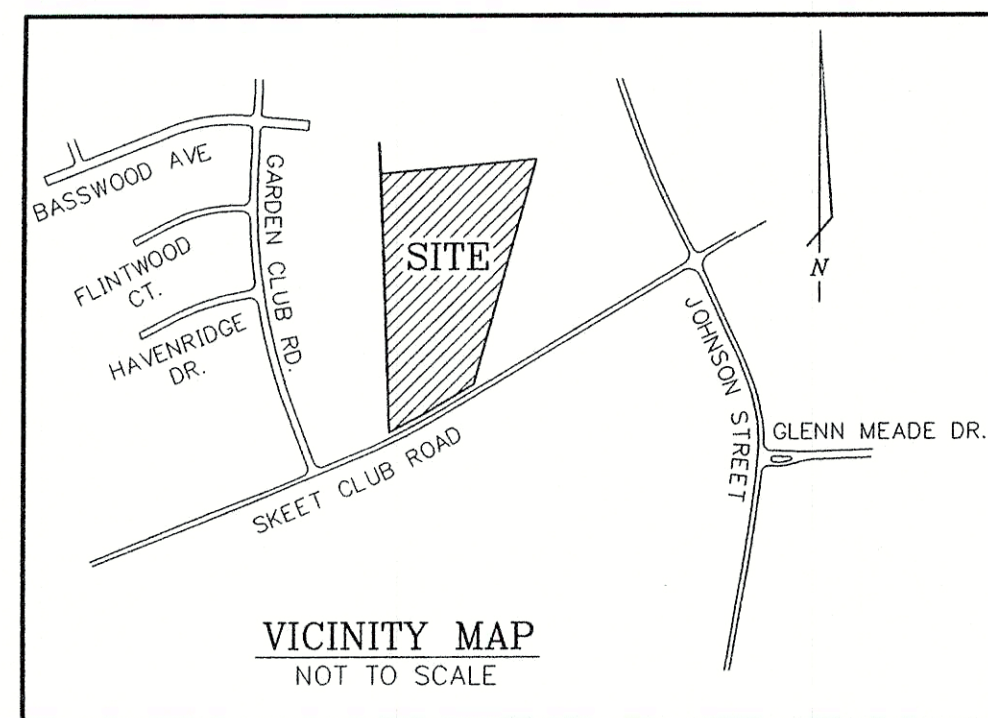 BASSWOOD AVE
GARDEN CLUB RD.
FLINTWOOD
CT.
HAVENRIDGE
DR.
SITE
N
JOHNSON STREET
GLENN MEADE DR.
SKEET CLUB ROAD
VICINITY MAP
NOT TO SCALE